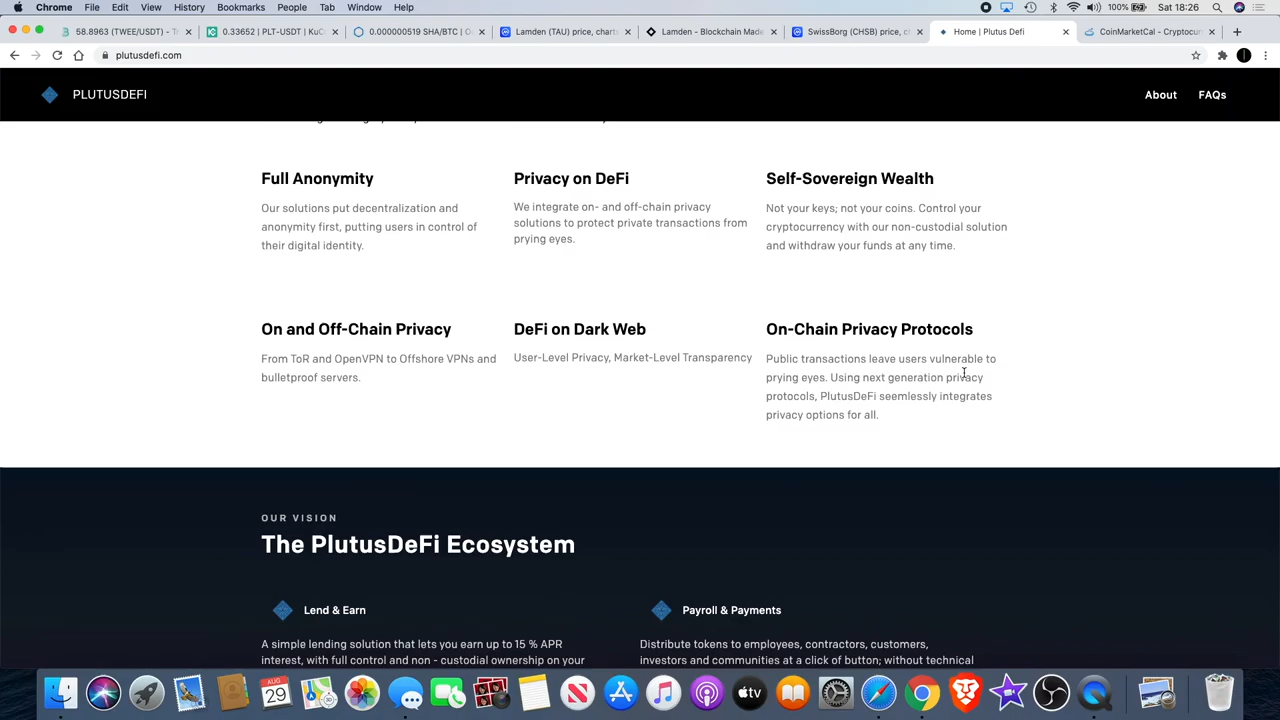 Chrome File Edit View History Bookmarks People Tab Window Help 100% Sat 18:26
58.8963 (TWEE/USDT) - T 0.33652 | PLT-USDT | KuC 0.000000519 SHA/BTC | O Lamden (TAU) price, chart Lamden - Blockchain Made SwissBorg (CHSB) price, c Home | Plutus Defi CoinMarketCal - Cryptocur
plutusdefi.com
PLUTUSDEFI About FAQs
Full Anonymity
Our solutions put decentralization and
anonymity first, putting users in control of
their digital identity.
Privacy on DeFi
We integrate on- and off-chain privacy
solutions to protect private transactions from
prying eyes.
Self-Sovereign Wealth
Not your keys; not your coins. Control your
cryptocurrency with our non-custodial solution
and withdraw your funds at any time.
On and Off-Chain Privacy
From ToR and OpenVPN to Offshore VPNs and
bulletproof servers.
DeFi on Dark Web
User-Level Privacy, Market-Level Transparency
On-Chain Privacy Protocols
Public transactions leave users vulnerable to
prying eyes. Using next generation privacy
protocols, PlutusDeFi seemlessly integrates
privacy options for all.
OUR VISION
The PlutusDeFi Ecosystem
Lend & Earn
A simple lending solution that lets you earn up to 15 % APR
interest, with full control and non - custodial ownership on your
Payroll & Payments
Distribute tokens to employees, contractors, customers,
investors and communities at a click of button; without technical
AUG
29
tv